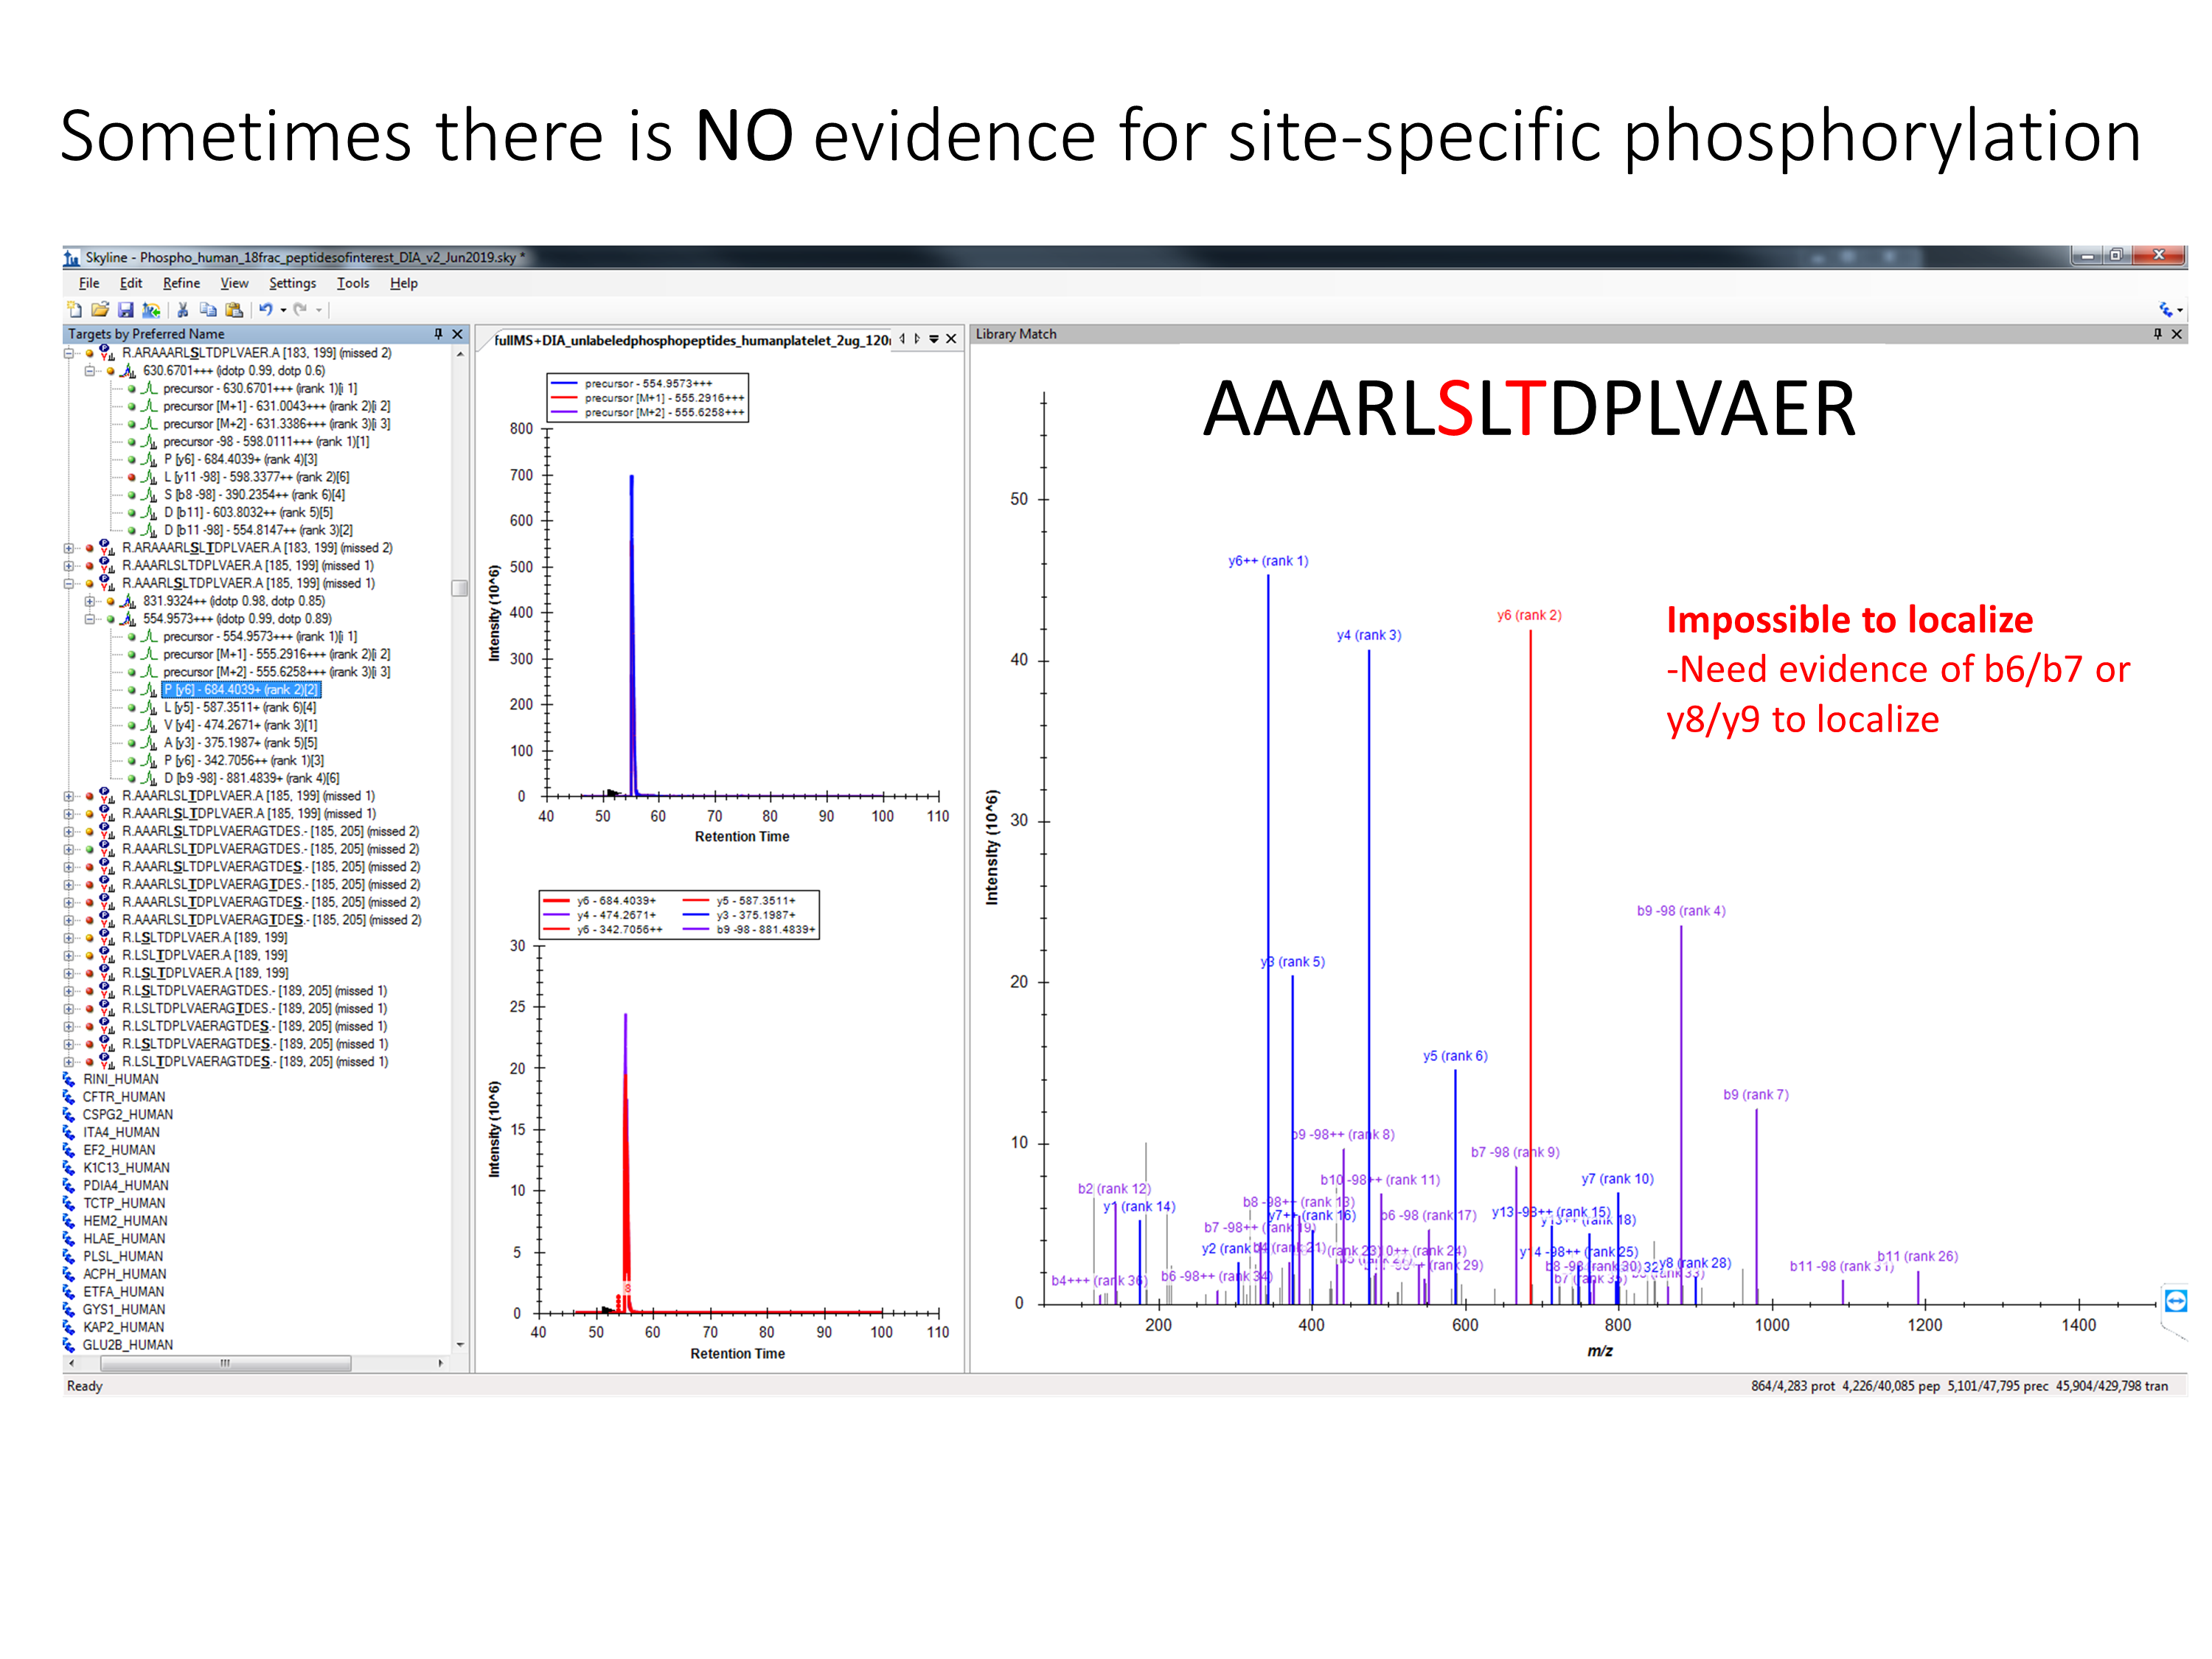 Sometimes there is NO evidence for site-specific phosphorylation
Skyline - Phospho_human_18frac_peptidesofinterest_DIA_v2_Jun2019.sky *
File Edit Refine View Settings Tools Help
Targets by Preferred Name
R.ARAAARLSLTDPLVAER.A [183, 199] (missed 2)
630.6701+++ (idotp 0.99, dotp 0.6)
precursor - 630.6701+++ (irank 1)[i 1]
precursor [M+1] - 631.0043+++ (irank 2)[i 2]
precursor [M+2] - 631.3386+++ (irank 3)[i 3]
precursor -98 - 598.0111+++ (rank 1)[1]
P [y6] - 684.4039+ (rank 4)[3]
L [y11 -98] - 598.3377++ (rank 2)[6]
S [b8 -98] - 390.2354++ (rank 6)[4]
D [b11] - 603.8032++ (rank 5)[5]
D [b11 -98] - 554.8147++ (rank 3)[2]
R.ARAAARLSLTDPLVAER.A [183, 199] (missed 2)
R.AAARLSLTDPLVAER.A [185, 199] (missed 1)
R.AAARLSLTDPLVAER.A [185, 199] (missed 1)
831.9324++ (idotp 0.98, dotp 0.85)
554.9573+++ (idotp 0.99, dotp 0.89)
precursor - 554.9573+++ (irank 1)[i 1]
precursor [M+1] - 555.2916+++ (irank 2)[i 2]
precursor [M+2] - 555.6258+++ (irank 3)[i 3]
P [y6] - 684.4039+ (rank 2)[2]
L [y5] - 587.3511+ (rank 6)[4]
V [y4] - 474.2671+ (rank 3)[1]
A [y3] - 375.1987+ (rank 5)[5]
P [y6] - 342.7056++ (rank 1)[3]
D [b9 -98] - 881.4839+ (rank 4)[6]
R.AAARLSLTDPLVAER.A [185, 199] (missed 1)
R.AAARLSLTDPLVAER.A [185, 199] (missed 1)
R.AAARLSLTDPLVAERAGTDES.- [185, 205] (missed 2)
R.AAARLSLTDPLVAERAGTDES.- [185, 205] (missed 2)
R.AAARLSLTDPLVAERAGTDES.- [185, 205] (missed 2)
R.AAARLSLTDPLVAERAGTDES.- [185, 205] (missed 2)
R.AAARLSLTDPLVAERAGTDES.- [185, 205] (missed 2)
R.AAARLSLTDPLVAERAGTDES.- [185, 205] (missed 2)
R.LSLTDPLVAER.A [189, 199]
R.LSLTDPLVAER.A [189, 199]
R.LSLTDPLVAER.A [189, 199]
R.LSLTDPLVAERAGTDES.- [189, 205] (missed 1)
R.LSLTDPLVAERAGTDES.- [189, 205] (missed 1)
R.LSLTDPLVAERAGTDES.- [189, 205] (missed 1)
R.LSLTDPLVAERAGTDES.- [189, 205] (missed 1)
R.LSLTDPLVAERAGTDES.- [189, 205] (missed 1)
RINI_HUMAN
CFTR_HUMAN
CSPG2_HUMAN
ITA4_HUMAN
EF2_HUMAN
K1C13_HUMAN
PDIA4_HUMAN
TCTP_HUMAN
HEM2_HUMAN
HLAE_HUMAN
PLSL_HUMAN
ACPH_HUMAN
ETFA_HUMAN
GYS1_HUMAN
KAP2_HUMAN
GLU2B_HUMAN
fullMS+DIA_unlabeledphosphopeptides_humanplatelet_2ug_120
precursor - 554.9573+++
precursor [M+1] - 555.2916+++
precursor [M+2] - 555.6258+++
800
700
600
500
400
300
200
100
0
Intensity (10^6)
40 50 60 70 80 90 100 110
Retention Time
y6 - 684.4039+ y5 - 587.3511+
y4 - 474.2671+ y3 - 375.1987+
y6 - 342.7056++ b9 -98 - 881.4839+
30
25
20
15
10
5
0
Intensity (10^6)
40 50 60 70 80 90 100 110
Retention Time
Library Match
AAARLSLTDPLVAER
Impossible to localize
-Need evidence of b6/b7 or
y8/y9 to localize
50
40
30
20
10
0
Intensity (10^6)
y6++ (rank 1)
y6 (rank 2)
y4 (rank 3)
b9 -98 (rank 4)
y3 (rank 5)
y5 (rank 6)
b9 (rank 7)
b9 -98++ (rank 8)
b7 -98 (rank 9)
y7 (rank 10)
b10 -98++ (rank 11)
b2 (rank 12)
b8 -98++ (rank 13)
y1 (rank 14)
y13 -98++ (rank 15)
y7++ (rank 16)
b6 -98 (rank 17)
y13++ (rank 18)
b7 -98++ (rank 19)
y2 (rank
b4 (rank 21)
(rank 23)
0++ (rank 24)
y14 -98++ (rank 25)
b11 (rank 26)
y8 (rank 28)
(rank 29)
b8 -98 (rank 30)
b11 -98 (rank 31)
b6 -98++ (rank 34)
b7 (rank 35)
b4+++ (rank 36)
200 400 600 800 1000 1200 1400
m/z
Ready
864/4,283 prot 4,226/40,085 pep 5,101/47,795 prec 45,904/429,798 tran